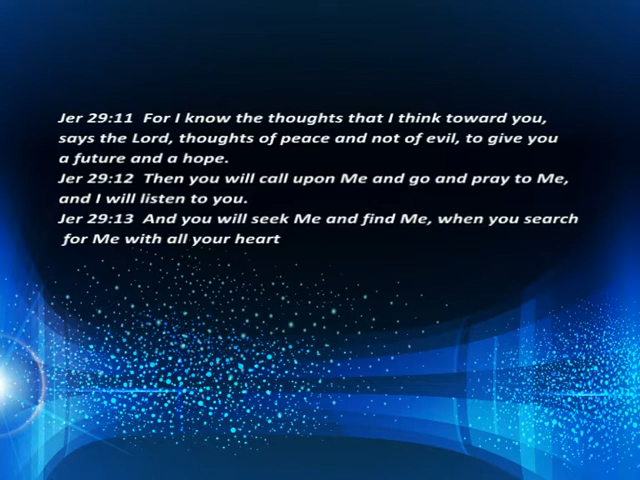 Jer 29:11 For I know the thoughts that I think toward you,
says the Lord, thoughts of peace and not of evil, to give you
a future and a hope.
Jer 29:12 Then you will call upon Me and go and pray to Me,
and I will listen to you.
Jer 29:13 And you will seek Me and find Me, when you search
for Me with all your heart